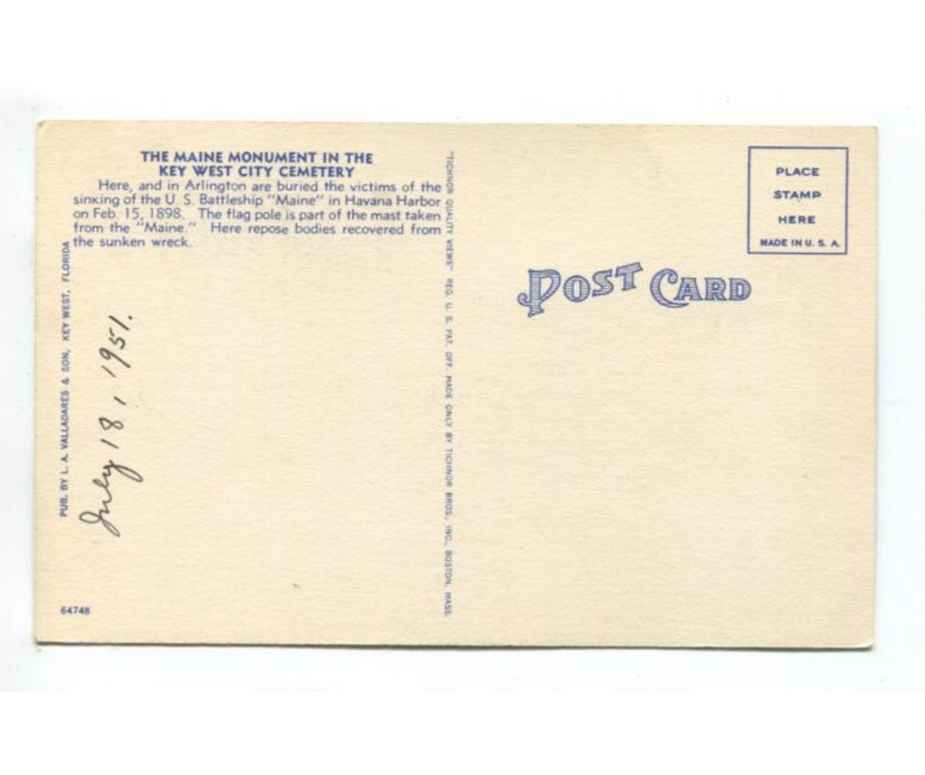 THE MAINE MONUMENT IN THE
KEY WEST CITY CEMETERY
Here, and in Arlington are buried the victims of the
sinking of the U. S. Battleship "Maine" in Havana Harbor
on Feb. 15, 1898. The flag pole is part of the mast taken
from the "Maine." Here repose bodies recovered from
the sunken wreck.
PUB. BY L. A. VALLADARES & SON, KEY WEST, FLORIDA
July 18, 1951.
64748
"TICHNOR QUALITY VIEWS" REG. U. S. PAT. OFF. MADE ONLY BY TICHNOR BROS., INC., BOSTON, MASS.
POST CARD
PLACE
STAMP
HERE
MADE IN U. S. A.